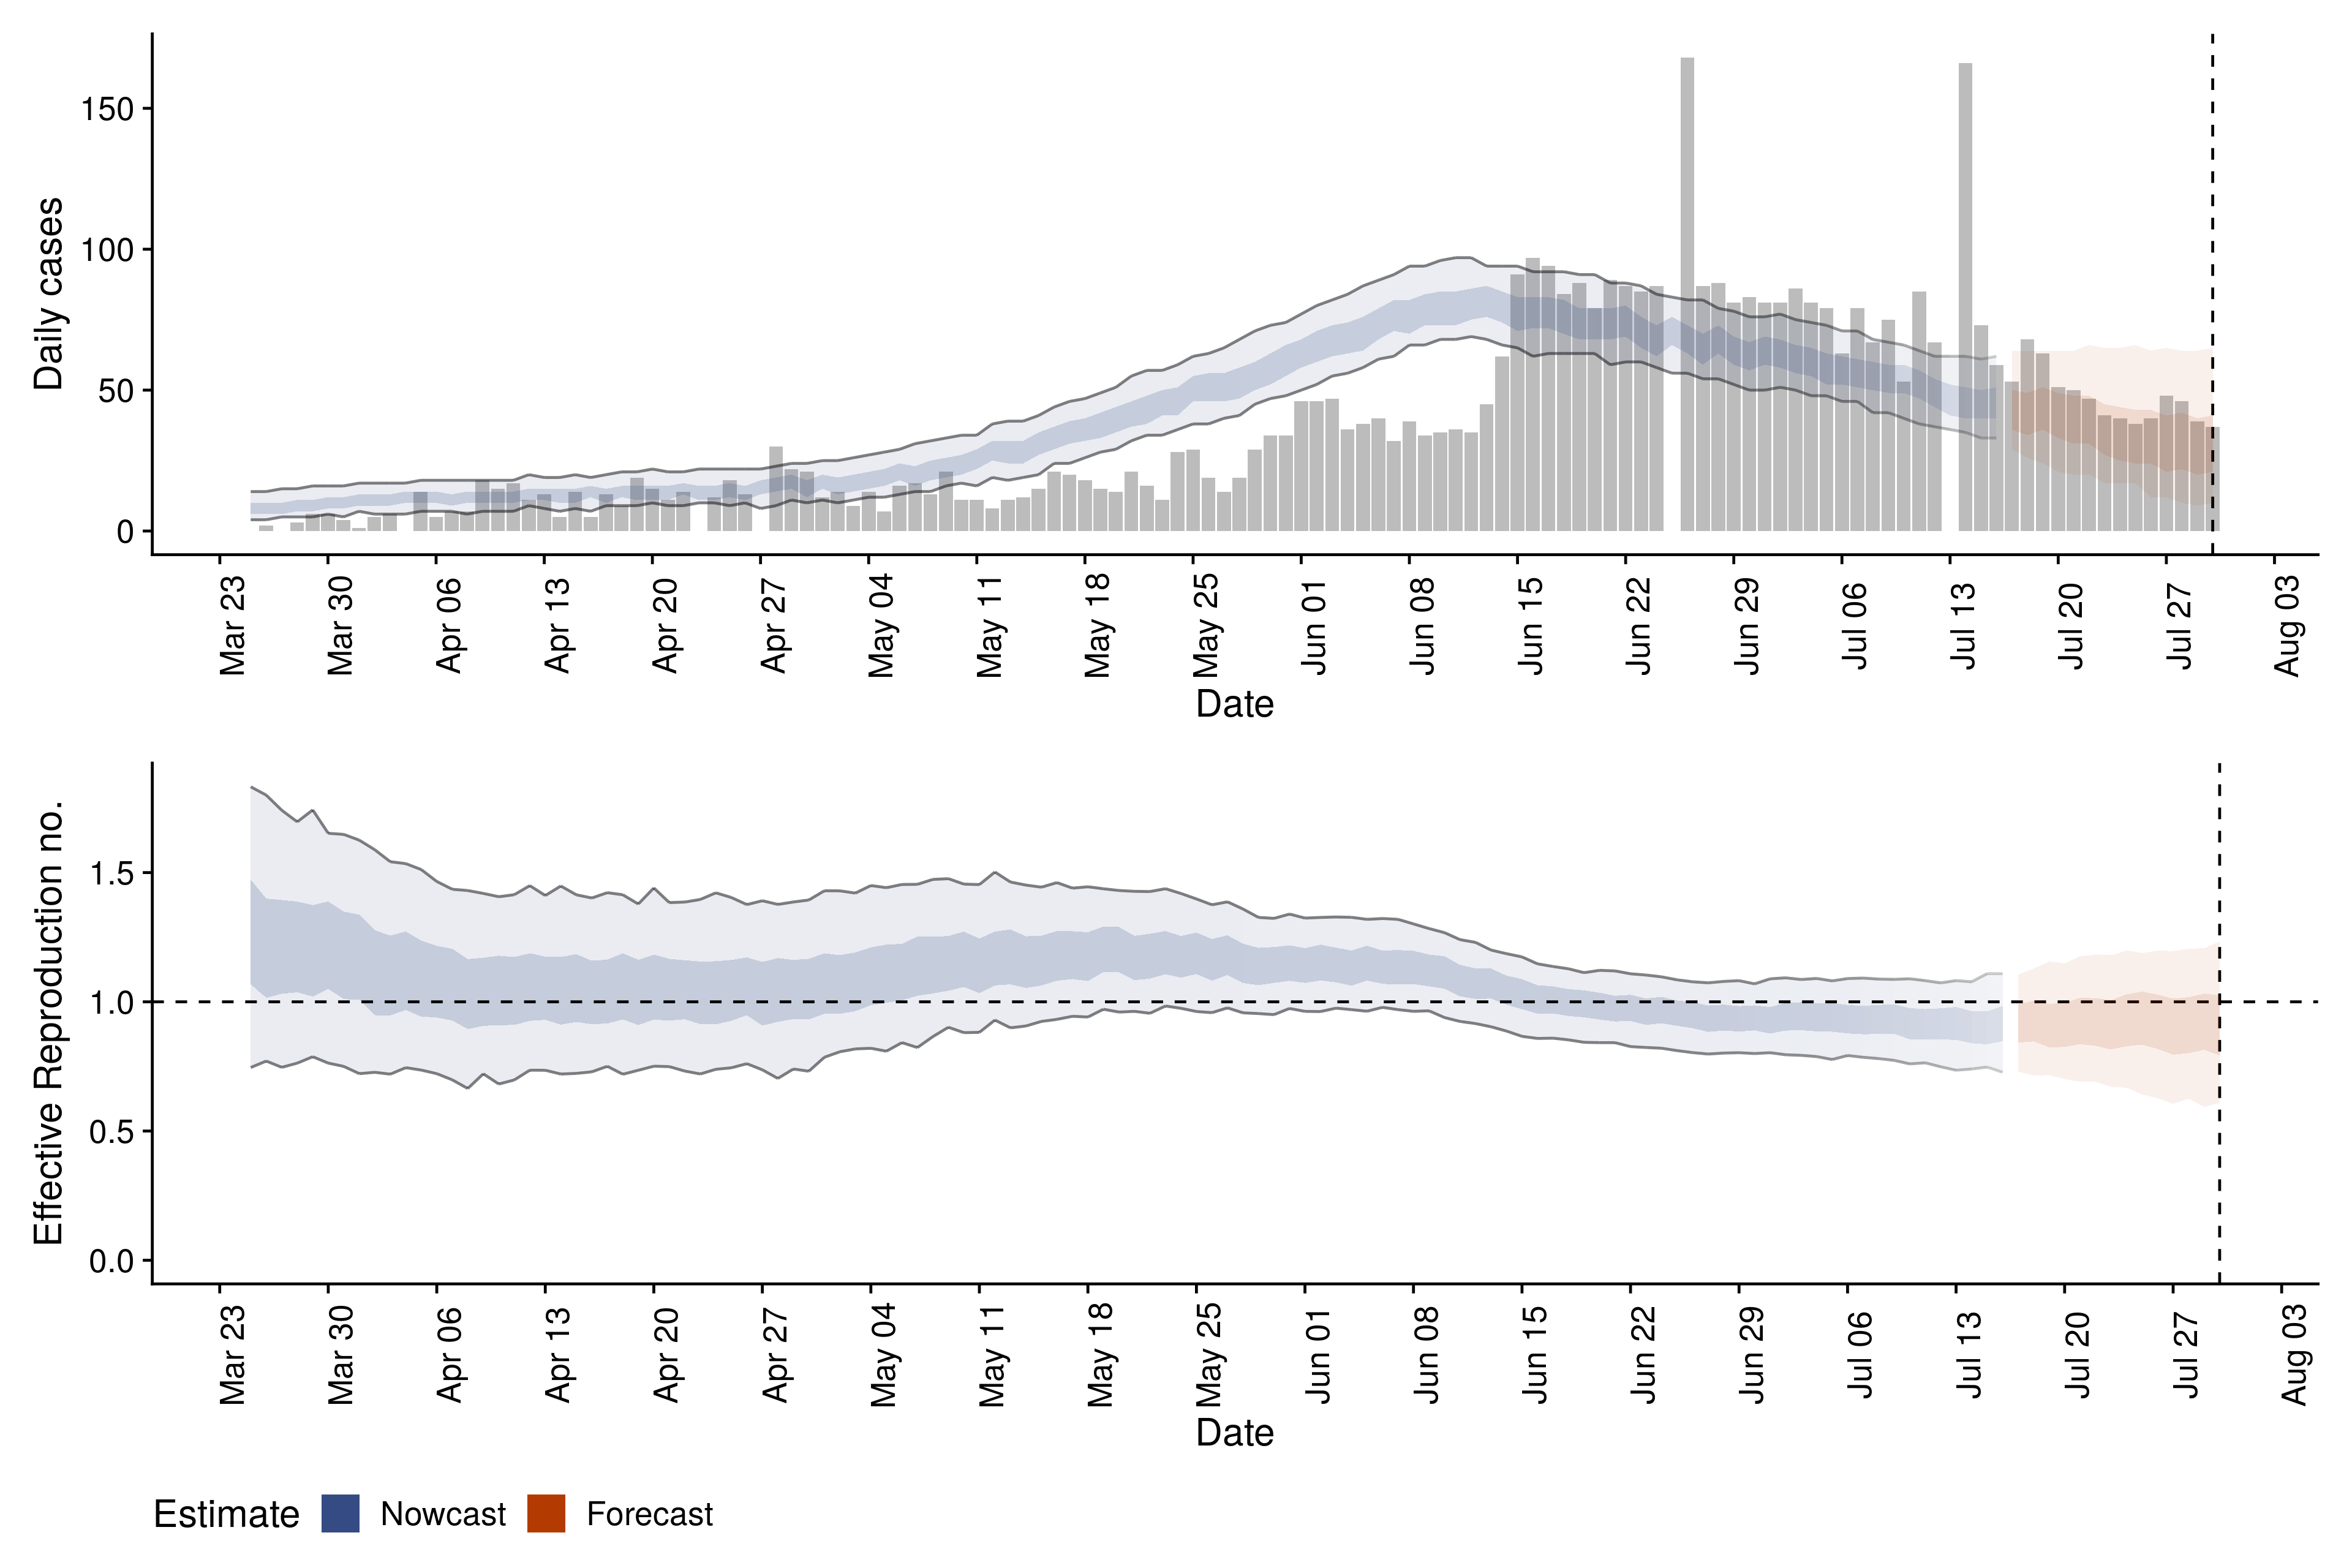 Daily cases
150
100
50
0
Mar 23 Mar 30 Apr 06 Apr 13 Apr 20 Apr 27 May 04 May 11 May 18 May 25 Jun 01 Jun 08 Jun 15 Jun 22 Jun 29 Jul 06 Jul 13 Jul 20 Jul 27 Aug 03
Date
Effective Reproduction no.
1.5
1.0
0.5
0.0
Mar 23 Mar 30 Apr 06 Apr 13 Apr 20 Apr 27 May 04 May 11 May 18 May 25 Jun 01 Jun 08 Jun 15 Jun 22 Jun 29 Jul 06 Jul 13 Jul 20 Jul 27 Aug 03
Date
Estimate Nowcast Forecast